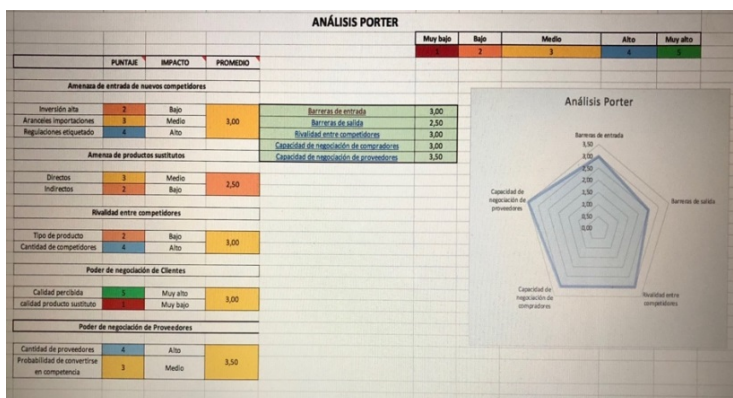 ANÁLISIS PORTER
Muy bajo Bajo Medio Alto Muy alto
1 2 3 4 5
PUNTAJE IMPACTO PROMEDIO
Amenaza de entrada de nuevos competidores
Inversión alta 2 Bajo
Aranceles importaciones 3 Medio 3,00
Regulaciones etiquetado 4 Alto
Barreras de entrada 3,00
Barreras de salida 2,50
Rivalidad entre competidores 3,00
Capacidad de negociación de compradores 3,00
Capacidad de negociación de proveedores 3,50
Amensa de productos sustitutos
Directos 3 Medio 2,50
Indirectos 2 Bajo
Rivalidad entre competidores
Tipo de producto 2 Bajo 3,00
Cantidad de competidores 4 Alto
Poder de negociación de Clientes
Calidad percibida 5 Muy alto 3,00
calidad producto sustituto 1 Muy bajo
Poder de negociación de Proveedores
Cantidad de proveedores 4 Alto 3,50
Probabilidad de convertirse
en competencia 3 Medio
Análisis Porter
Barreras de entrada
3,50
3,00
2,50
2,00
1,50
1,00
0,50
0,00
Barreras de salida
Rivalidad entre
competidores
Capacidad de
negociación de
compradores
Capacidad de
negociación de
proveedores